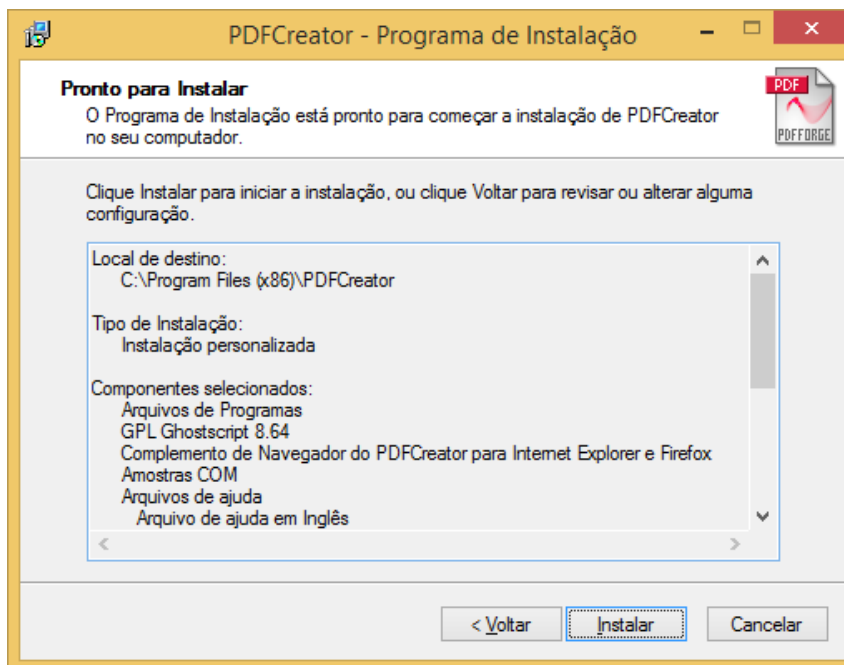 PDFCreator - Programa de Instalação
Pronto para Instalar
O Programa de Instalação está pronto para começar a instalação de PDFCreator
no seu computador.
PDF
PDFFORGE
Clique Instalar para iniciar a instalação, ou clique Voltar para revisar ou alterar alguma
configuração.
Local de destino:
C:\Program Files (x86)\PDFCreator
Tipo de Instalação:
Instalação personalizada
Componentes selecionados:
Arquivos de Programas
GPL Ghostscript 8.64
Complemento de Navegador do PDFCreator para Internet Explorer e Firefox
Amostras COM
Arquivos de ajuda
Arquivo de ajuda em Inglês
< Voltar
Instalar
Cancelar